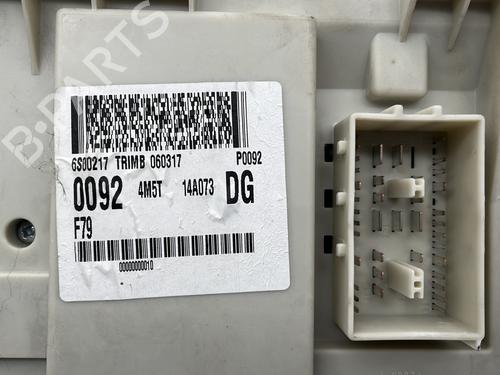 B-PARTS
6S00217 TRIMB 060317 P0092
0092 4M5T 14A073 DG
F79
0000000010